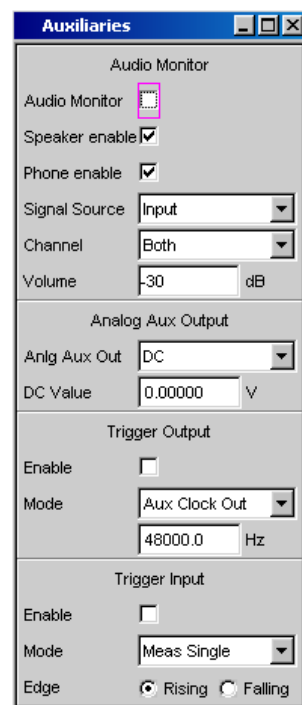 Auxiliaries
Audio Monitor
Audio Monitor
Speaker enable
Phone enable
Signal Source Input
Channel Both
Volume -30 dB
Analog Aux Output
Anlg Aux Out DC
DC Value 0.00000 V
Trigger Output
Enable
Mode Aux Clock Out
48000.0 Hz
Trigger Input
Enable
Mode Meas Single
Edge Rising Falling